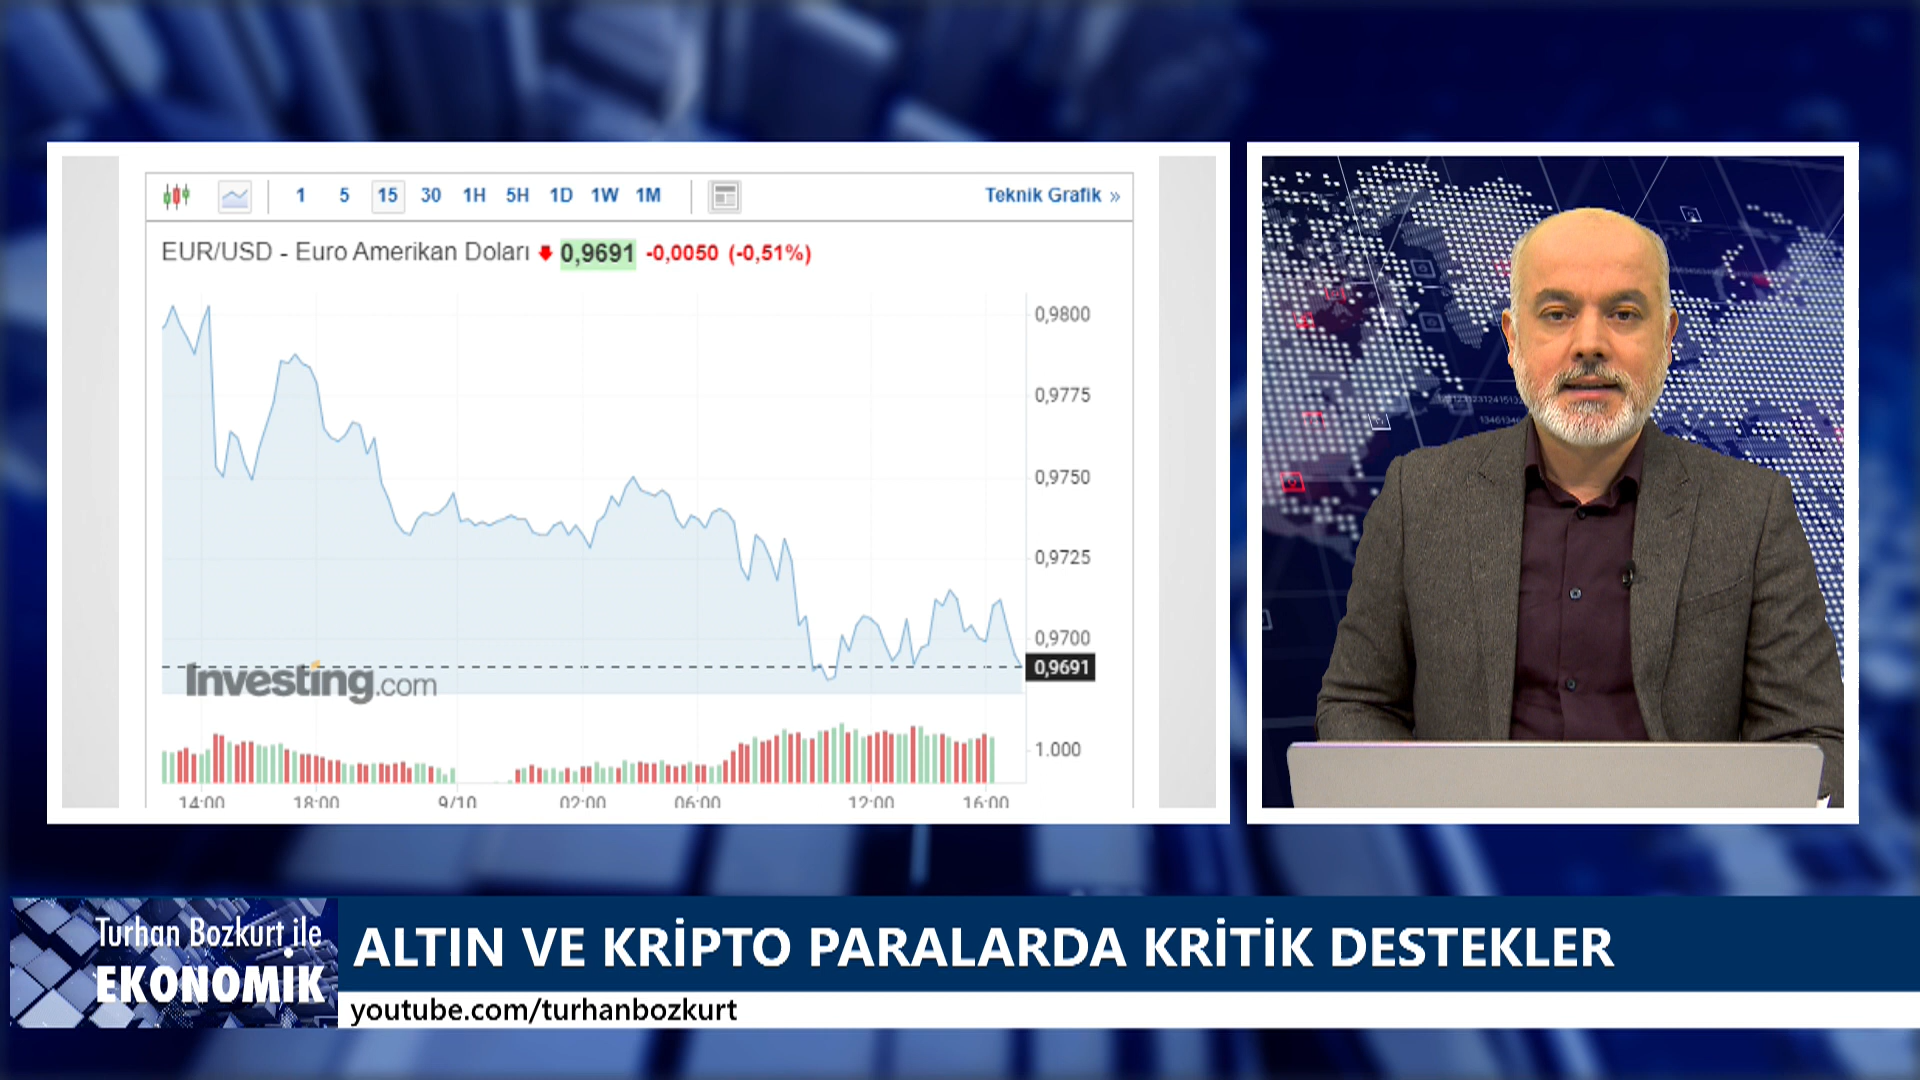 1 5 15 30 1H 5H 1D 1W 1M Teknik Grafik »
EUR/USD - Euro Amerikan Doları 0,9691 -0,0050 (-0,51%)
0,9800
0,9775
0,9750
0,9725
0,9700
0,9691
Investing.com
1.000
14:00 18:00 9/10 02:00 06:00 12:00 16:00
Turhan Bozkurt ile
EKONOMİK
ALTIN VE KRİPTO PARALARDA KRİTİK DESTEKLER
youtube.com/turhanbozkurt